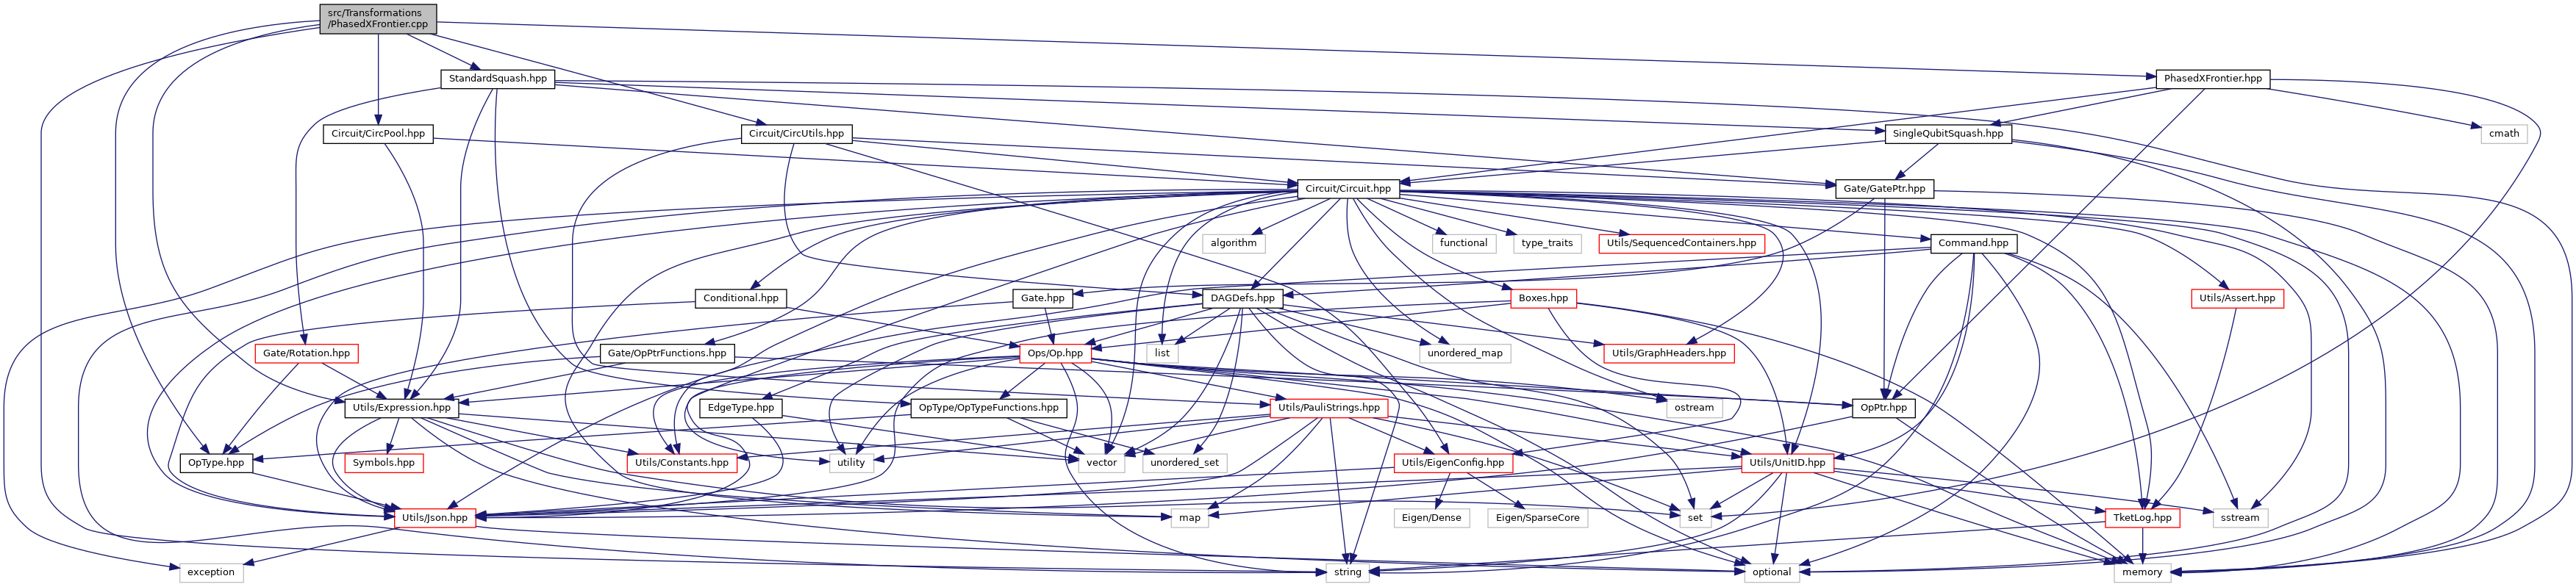 src/Transformations
/PhasedXFrontier.cpp
StandardSquash.hpp
PhasedXFrontier.hpp
Circuit/CircPool.hpp
Circuit/CircUtils.hpp
SingleQubitSquash.hpp
cmath
Circuit/Circuit.hpp
Gate/GatePtr.hpp
algorithm
functional
type_traits
Utils/SequencedContainers.hpp
Command.hpp
Conditional.hpp
Gate.hpp
DAGDefs.hpp
Boxes.hpp
Utils/Assert.hpp
Gate/Rotation.hpp
Gate/OpPtrFunctions.hpp
Ops/Op.hpp
list
unordered_map
Utils/GraphHeaders.hpp
Utils/Expression.hpp
EdgeType.hpp
OpType/OpTypeFunctions.hpp
Utils/PauliStrings.hpp
ostream
OpPtr.hpp
OpType.hpp
Symbols.hpp
Utils/Constants.hpp
utility
vector
unordered_set
Utils/EigenConfig.hpp
Utils/UnitID.hpp
Utils/Json.hpp
map
Eigen/Dense
Eigen/SparseCore
set
TketLog.hpp
sstream
exception
string
optional
memory